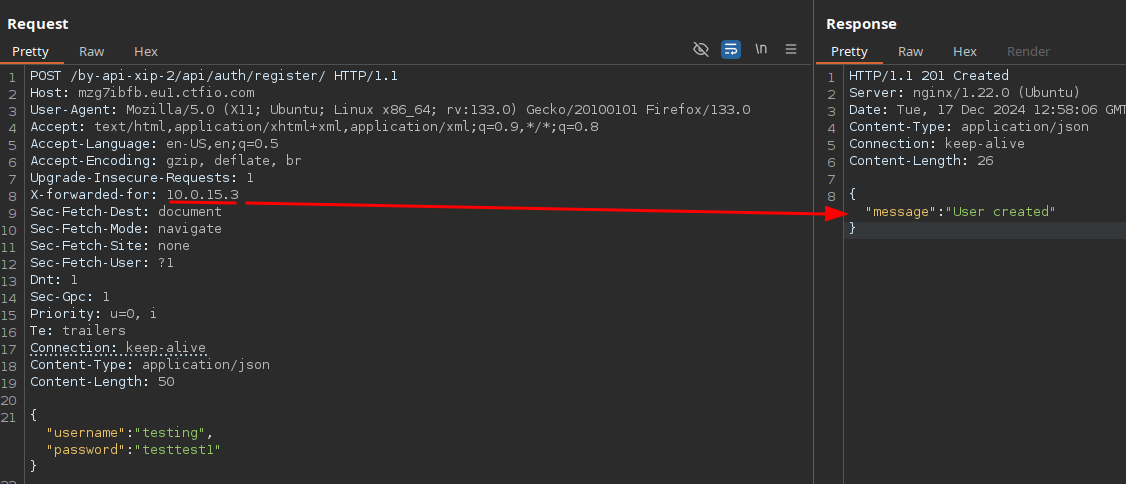 Request
Pretty Raw Hex \n
1 POST /by-api-xip-2/api/auth/register/ HTTP/1.1
2 Host: mzg7ibfb.eu1.ctfio.com
3 User-Agent: Mozilla/5.0 (X11; Ubuntu; Linux x86_64; rv:133.0) Gecko/20100101 Firefox/133.0
4 Accept: text/html,application/xhtml+xml,application/xml;q=0.9,*/*;q=0.8
5 Accept-Language: en-US,en;q=0.5
6 Accept-Encoding: gzip, deflate, br
7 Upgrade-Insecure-Requests: 1
8 X-forwarded-for: 10.0.15.3
9 Sec-Fetch-Dest: document
10 Sec-Fetch-Mode: navigate
11 Sec-Fetch-Site: none
12 Sec-Fetch-User: ?1
13 Dnt: 1
14 Sec-Gpc: 1
15 Priority: u=0, i
16 Te: trailers
17 Connection: keep-alive
18 Content-Type: application/json
19 Content-Length: 50
20
21 {
"username":"testing",
"password":"testtest1"
}
Response
Pretty Raw Hex Render
1 HTTP/1.1 201 Created
2 Server: nginx/1.22.0 (Ubuntu)
3 Date: Tue, 17 Dec 2024 12:58:06 GMT
4 Content-Type: application/json
5 Connection: keep-alive
6 Content-Length: 26
7
8 {
"message":"User created"
}